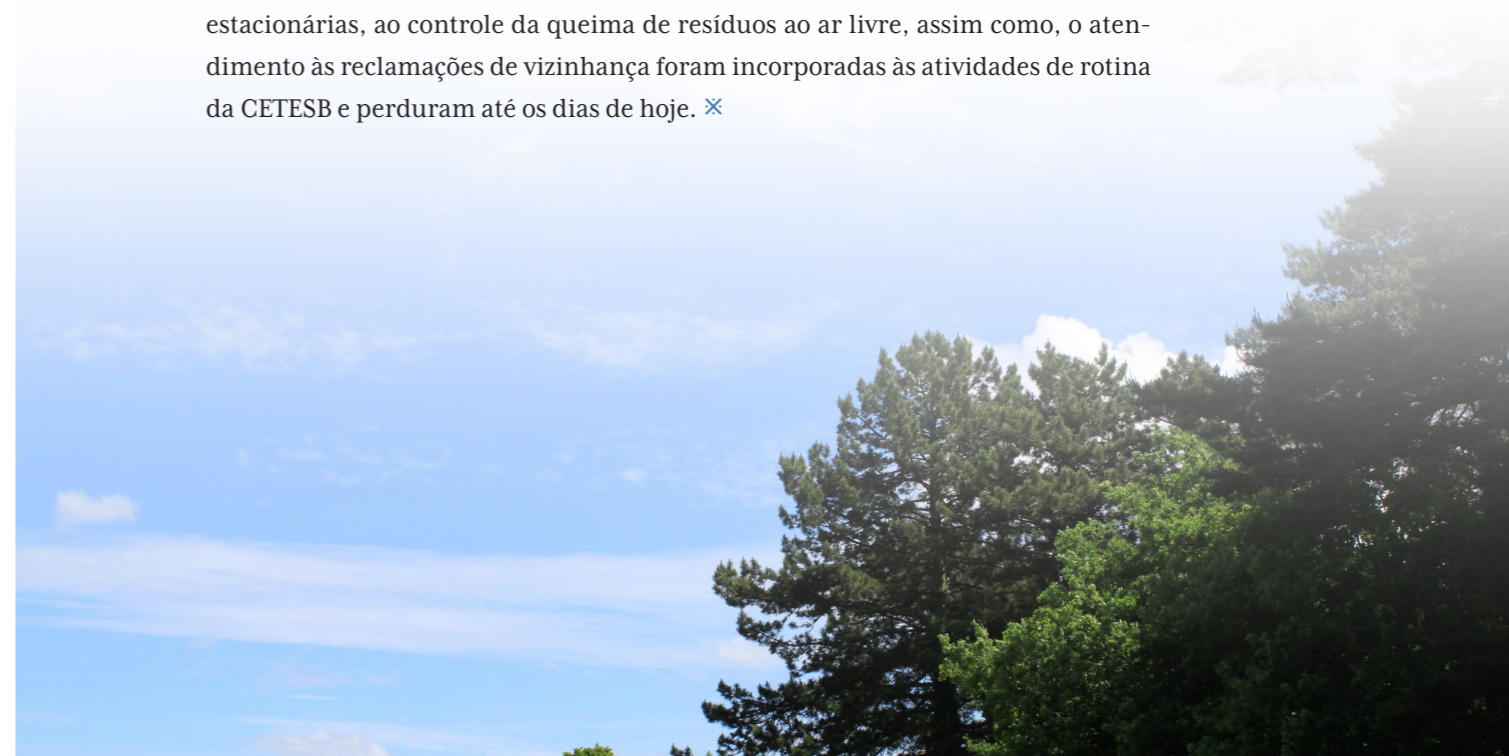 estacionárias, ao controle da queima de resíduos ao ar livre, assim como, o aten-
dimento às reclamações de vizinhança foram incorporadas às atividades de rotina
da CETESB e perduram até os dias de hoje. ※